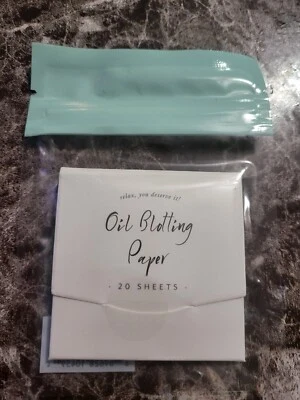 relax, you deserve it!
Oil Blotting
Paper
· 20 SHEETS ·